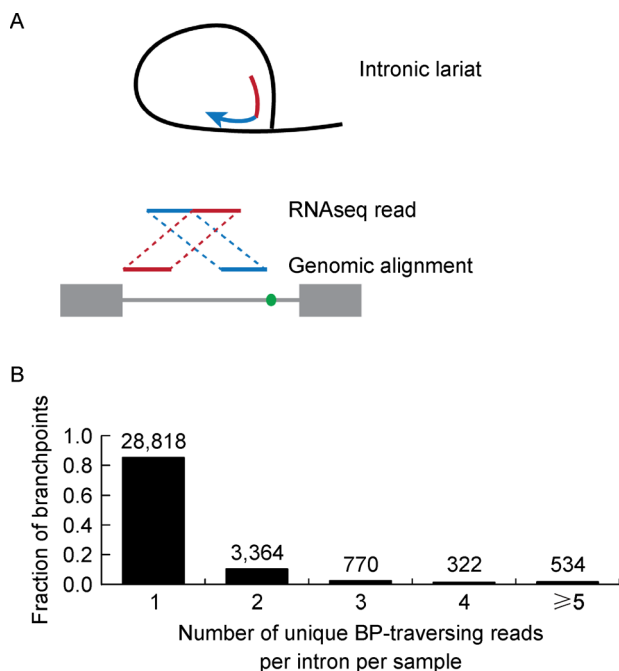 A
Intronic lariat
RNAseq read
Genomic alignment
B
Fraction of branchpoints
1.0
0.8
0.6
0.4
0.2
0.0
28,818
3,364
770
322
534
1
2
3
4
⩾5
Number of unique BP-traversing reads
per intron per sample